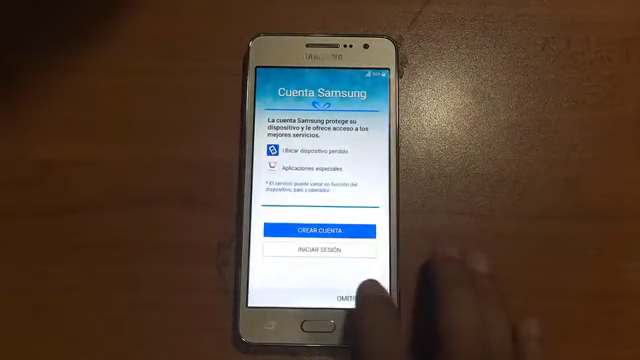 SAMSUNG
Cuenta Samsung
La cuenta Samsung protege su
dispositivo y le ofrece acceso a los
mejores servicios.
Ubicar dispositivo perdido
Aplicaciones especiales
* El servicio puede variar en función del
dispositivo, país y operador.
CREAR CUENTA
INICIAR SESIÓN